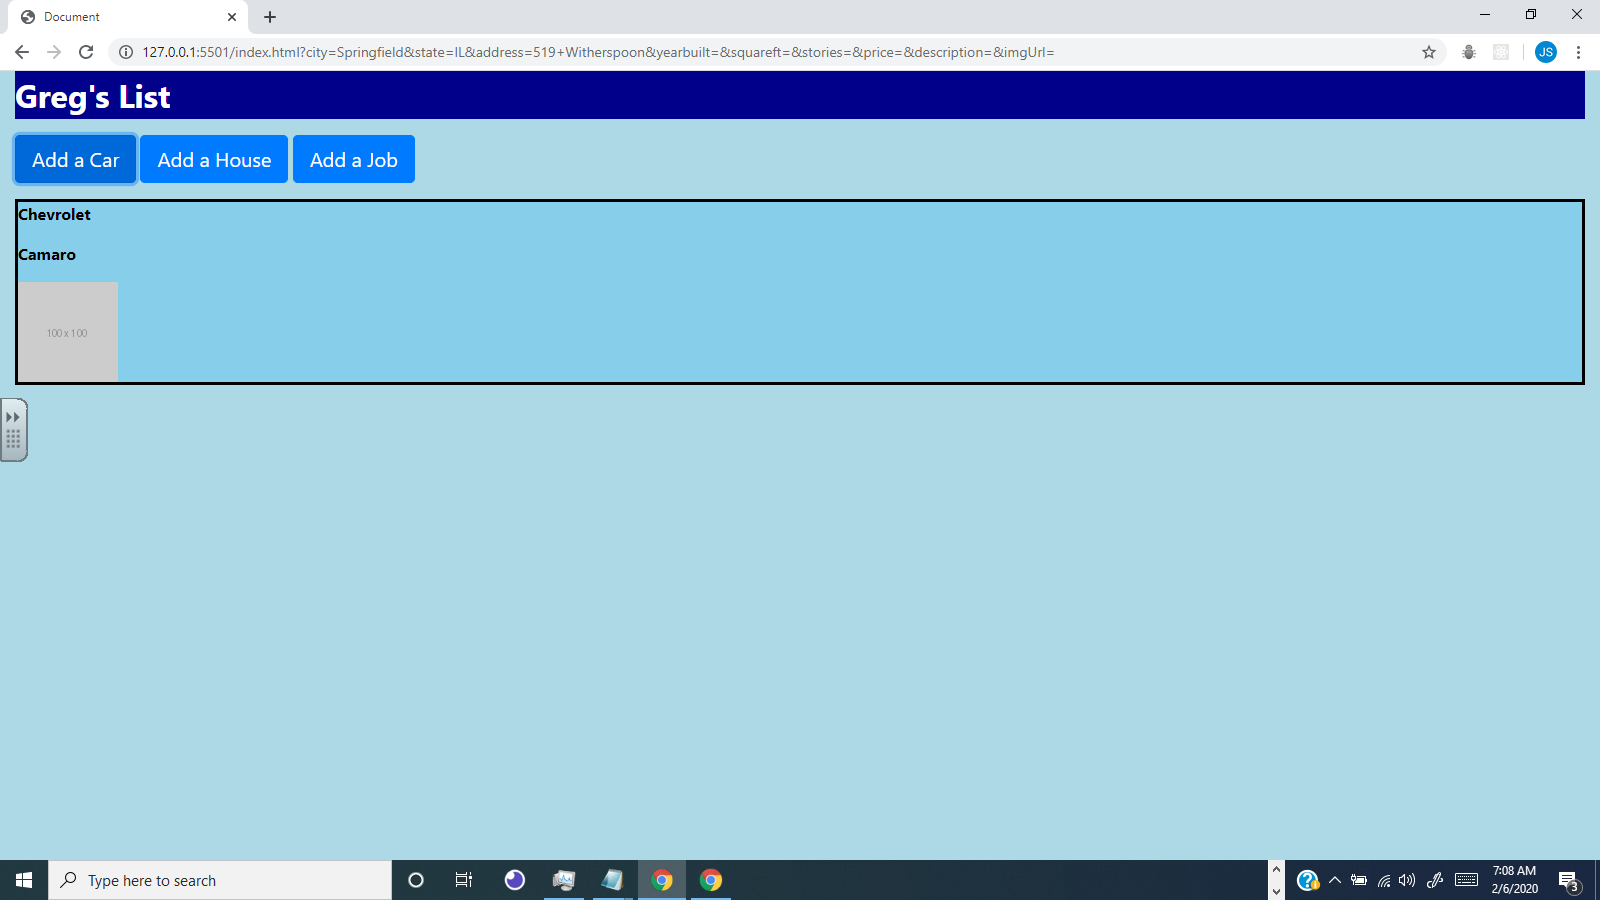 Document
127.0.0.1:5501/index.html?city=Springfield&state=IL&address=519+Witherspoon&yearbuilt=&squareft=&stories=&price=&description=&imgUrl=
JS
Greg's List
Add a Car
Add a House
Add a Job
Chevrolet
Camaro
100 x 100
Type here to search
7:08 AM
2/6/2020
3